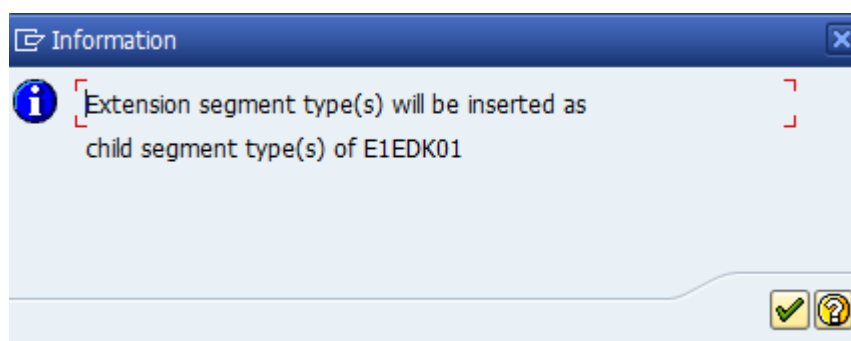 Information
Extension segment type(s) will be inserted as
child segment type(s) of E1EDK01